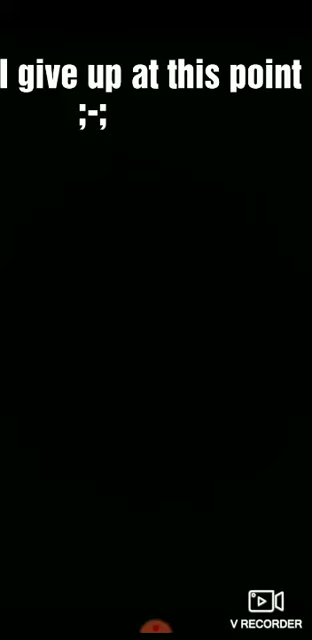 I give up at this point
;-;
V RECORDER